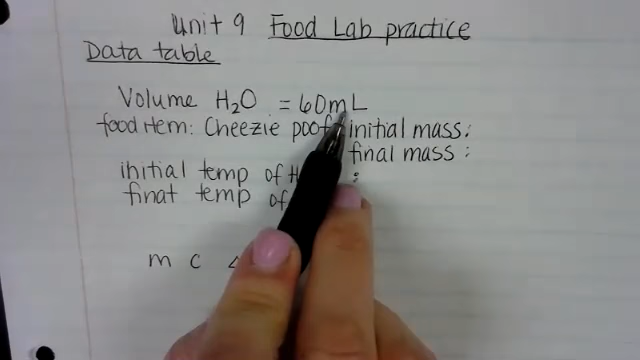 Unit 9 Food Lab practice
Data table
Volume H₂O = 60mL
food item: Cheezie poof initial mass:
final mass :
initial temp of H :
final temp of
m c